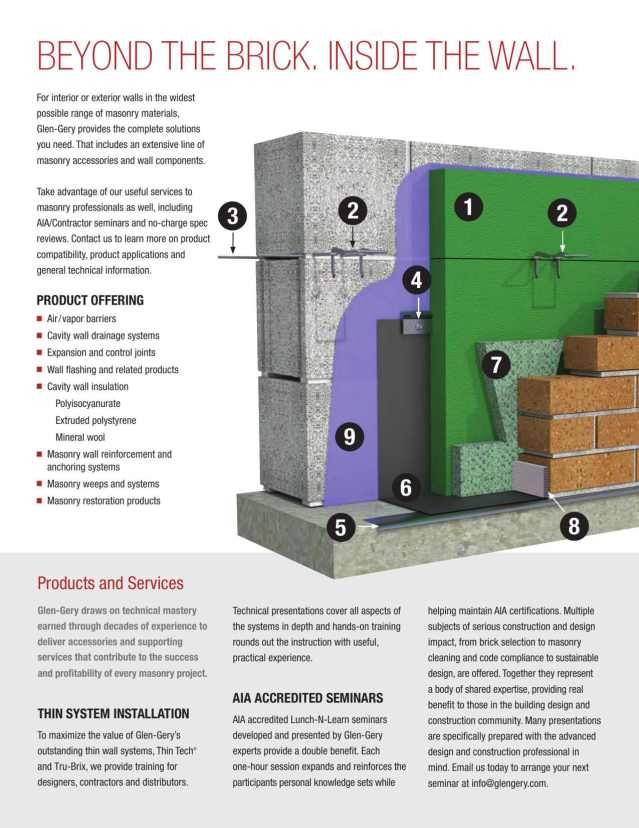 BEYOND THE BRICK. INSIDE THE WALL.
For interior or exterior walls in the widest
possible range of masonry materials,
Glen-Gery provides the complete solutions
you need. That includes an extensive line of
masonry accessories and wall components.
Take advantage of our useful services to
masonry professionals as well, including
AIA/Contractor seminars and no-charge spec
reviews. Contact us to learn more on product
compatibility, product applications and
general technical information.
PRODUCT OFFERING
■ Air/vapor barriers
■ Cavity wall drainage systems
■ Expansion and control joints
■ Wall flashing and related products
■ Cavity wall insulation
Polyisocyanurate
Extruded polystyrene
Mineral wool
■ Masonry wall reinforcement and
anchoring systems
■ Masonry weeps and systems
■ Masonry restoration products
3
2
1
2
4
7
9
6
5
8
Products and Services
Glen-Gery draws on technical mastery
earned through decades of experience to
deliver accessories and supporting
services that contribute to the success
and profitability of every masonry project.
THIN SYSTEM INSTALLATION
To maximize the value of Glen-Gery's
outstanding thin wall systems, Thin Tech®
and Tru-Brix, we provide training for
designers, contractors and distributors.
Technical presentations cover all aspects of
the systems in depth and hands-on training
rounds out the instruction with useful,
practical experience.
AIA ACCREDITED SEMINARS
AIA accredited Lunch-N-Learn seminars
developed and presented by Glen-Gery
experts provide a double benefit. Each
one-hour session expands and reinforces the
participants personal knowledge sets while
helping maintain AIA certifications. Multiple
subjects of serious construction and design
impact, from brick selection to masonry
cleaning and code compliance to sustainable
design, are offered. Together they represent
a body of shared expertise, providing real
benefit to those in the building design and
construction community. Many presentations
are specifically prepared with the advanced
design and construction professional in
mind. Email us today to arrange your next
seminar at info@glengery.com.